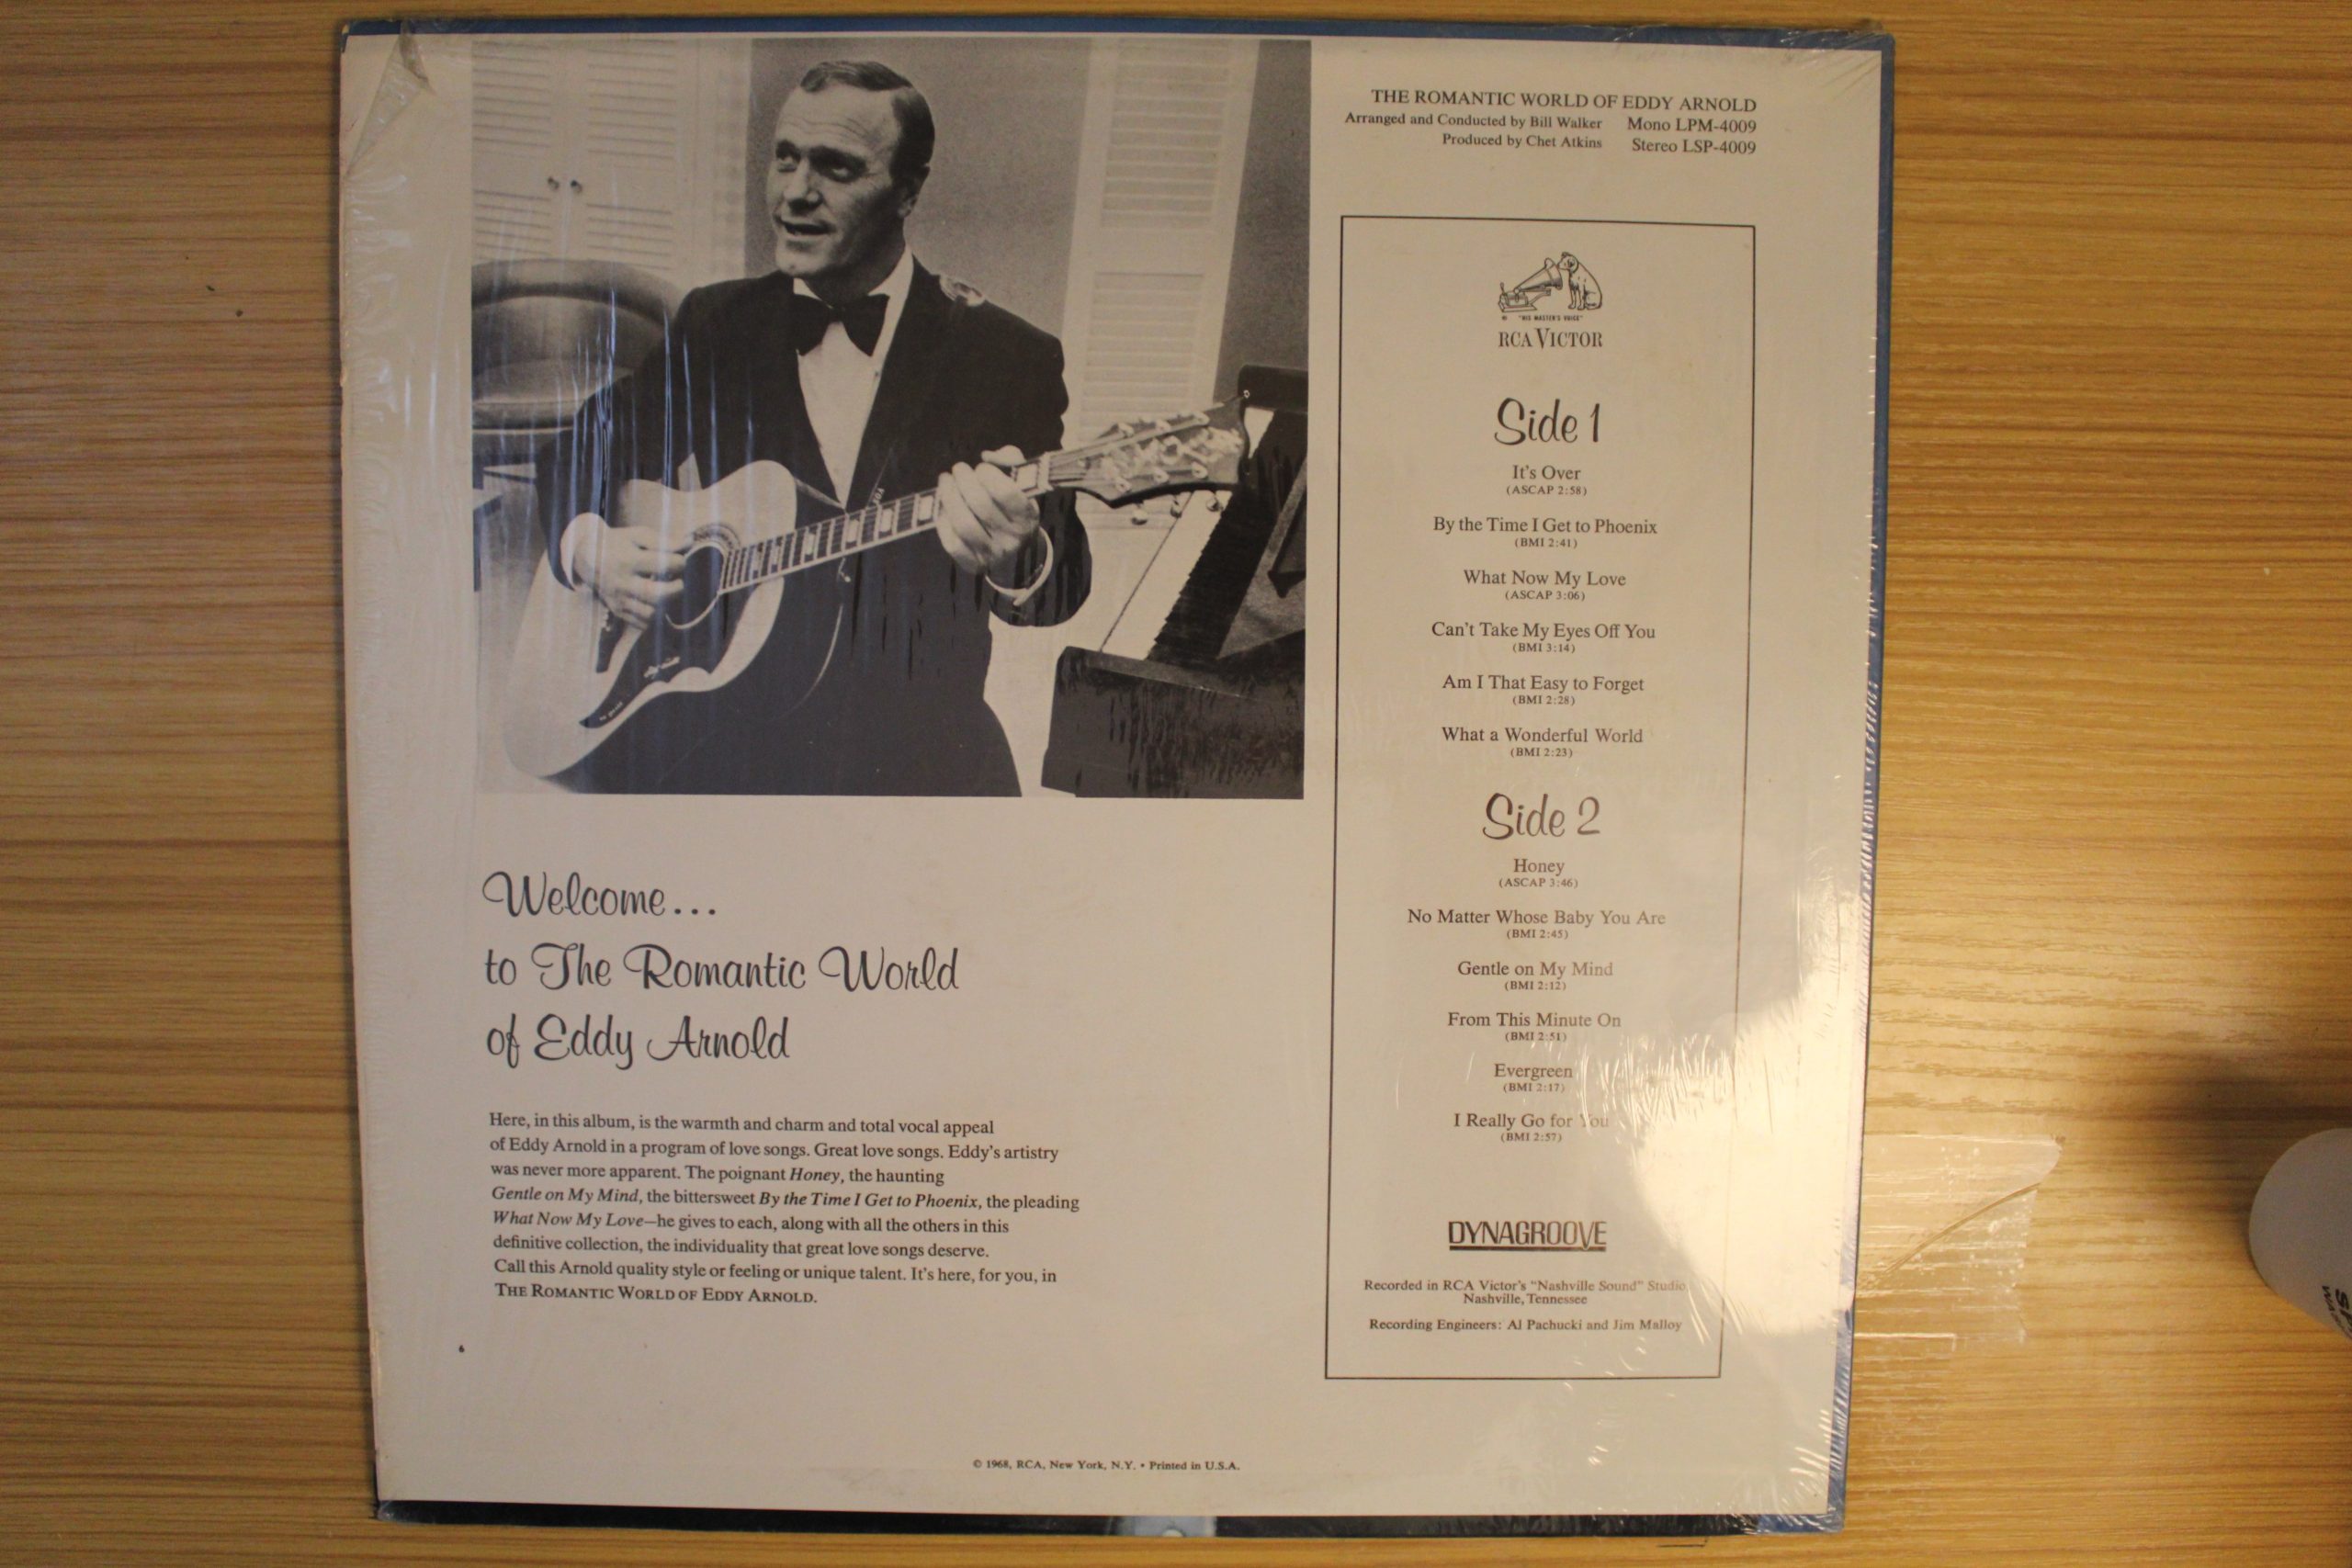 THE ROMANTIC WORLD OF EDDY ARNOLD
Arranged and Conducted by Bill Walker Mono LPM-4009
Produced by Chet Atkins Stereo LSP-4009
"HIS MASTER'S VOICE"
RCA VICTOR
Side 1
It's Over
(ASCAP 2:58)
By the Time I Get to Phoenix
(BMI 2:41)
What Now My Love
(ASCAP 3:06)
Can't Take My Eyes Off You
(BMI 3:14)
Am I That Easy to Forget
(BMI 2:28)
What a Wonderful World
(BMI 2:23)
Side 2
Honey
(ASCAP 3:46)
No Matter Whose Baby You Are
(BMI 2:45)
Gentle on My Mind
(BMI 2:12)
From This Minute On
(BMI 2:51)
Evergreen
(BMI 2:17)
I Really Go for You
(BMI 2:57)
DYNAGROOVE
Recorded in RCA Victor's "Nashville Sound" Studio,
Nashville, Tennessee
Recording Engineers: Al Pachucki and Jim Malloy
Welcome...
to The Romantic World
of Eddy Arnold
Here, in this album, is the warmth and charm and total vocal appeal
of Eddy Arnold in a program of love songs. Great love songs. Eddy's artistry
was never more apparent. The poignant Honey, the haunting
Gentle on My Mind, the bittersweet By the Time I Get to Phoenix, the pleading
What Now My Love—he gives to each, along with all the others in this
definitive collection, the individuality that great love songs deserve.
Call this Arnold quality style or feeling or unique talent. It's here, for you, in
THE ROMANTIC WORLD OF EDDY ARNOLD.
© 1968, RCA, New York, N.Y. • Printed in U.S.A.